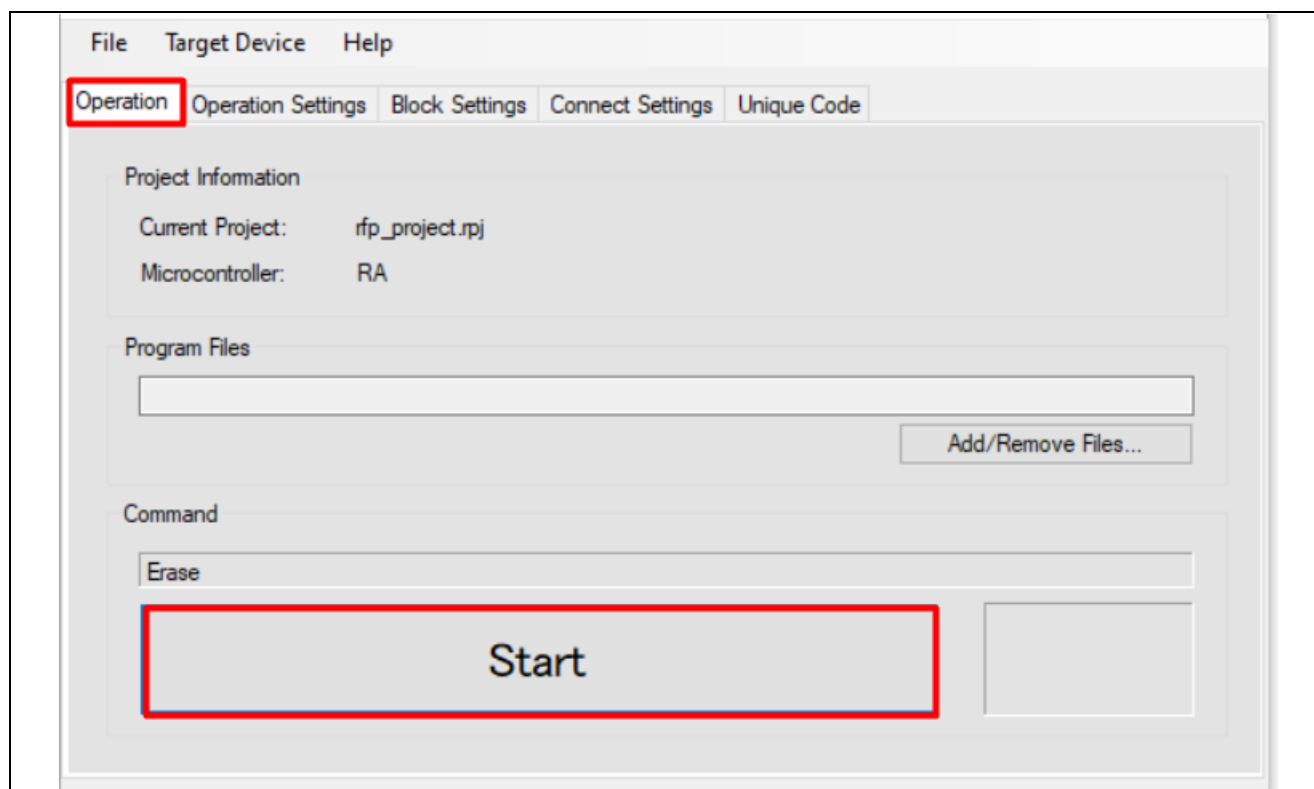 File Target Device Help
Operation Operation Settings Block Settings Connect Settings Unique Code
Project Information
Current Project: rfp_project.rpj
Microcontroller: RA
Program Files
Add/Remove Files...
Command
Erase
Start